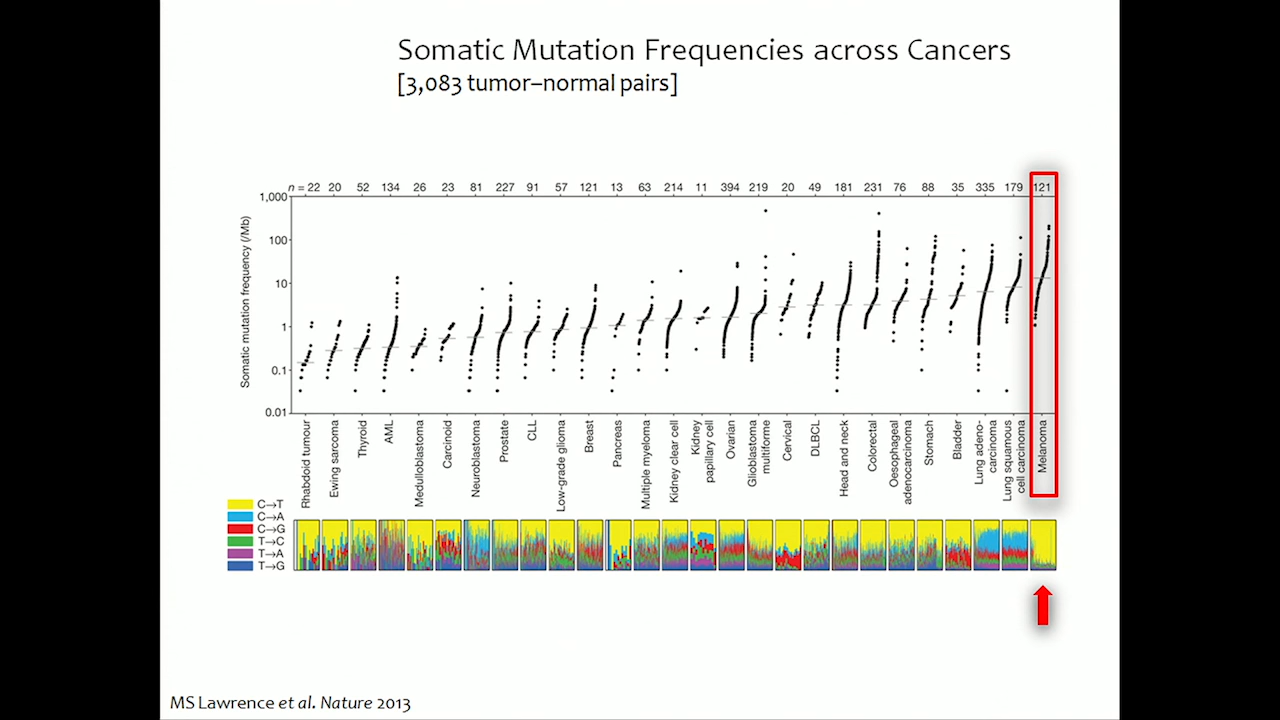 Somatic Mutation Frequencies across Cancers
[3,083 tumor–normal pairs]
n = 22 20 52 134 26 23 81 227 91 57 121 13 63 214 11 394 219 20 49 181 231 76 88 35 335 179 121
Somatic mutation frequency (/Mb)
1,000
100
10
1
0.1
0.01
Rhabdoid tumour
Ewing sarcoma
Thyroid
AML
Medulloblastoma
Carcinoid
Neuroblastoma
Prostate
CLL
Low-grade glioma
Breast
Pancreas
Multiple myeloma
Kidney clear cell
Kidney
papillary cell
Ovarian
Glioblastoma
multiforme
Cervical
DLBCL
Head and neck
Colorectal
Oesophageal
adenocarcinoma
Stomach
Bladder
Lung adeno-
carcinoma
Lung squamous
cell carcinoma
Melanoma
C→T
C→A
C→G
T→C
T→A
T→G
MS Lawrence et al. Nature 2013